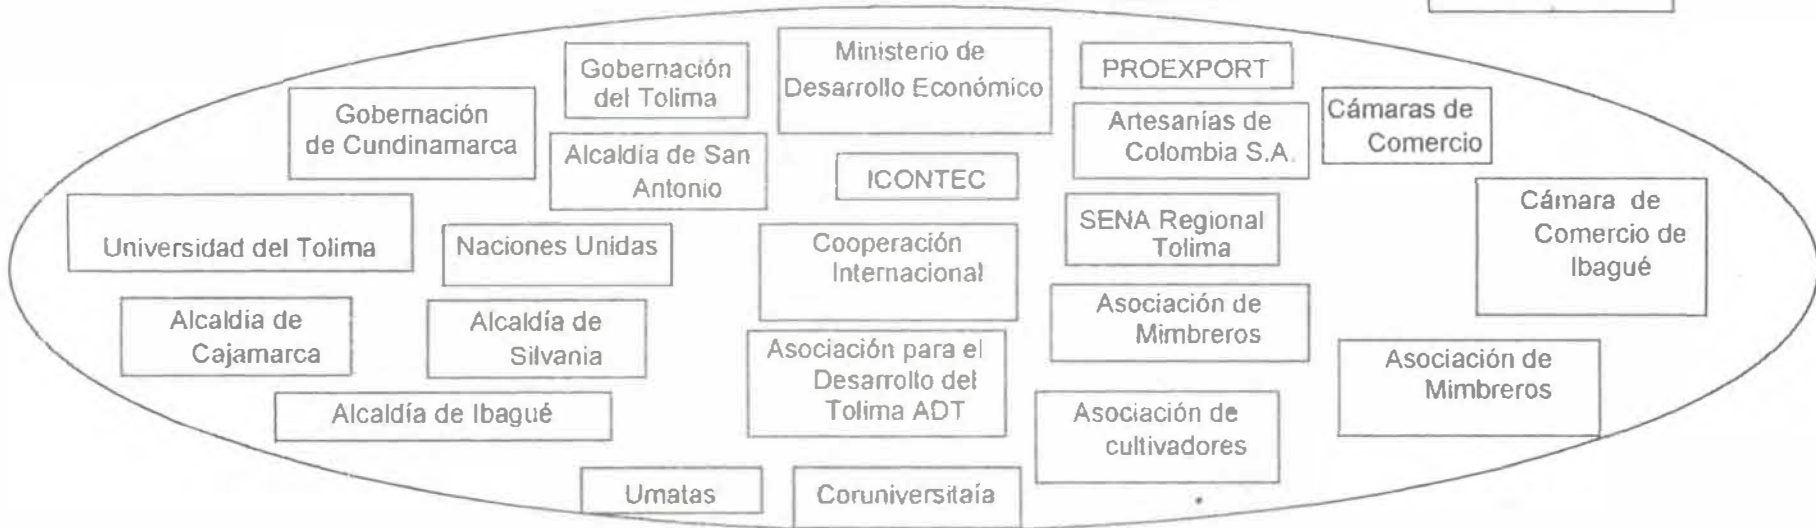 Gobernación
del Tolima
Ministerio de
Desarrollo Económico
PROEXPORT
Gobernación
de Cundinamarca
Artesanías de
Colombia S.A.
Cámaras de
Comercio
Alcaldía de San
Antonio
ICONTEC
Universidad del Tolima
Naciones Unidas
Cooperación
Internacional
SENA Regional
Tolima
Cámara de
Comercio de
Ibagué
Alcaldía de
Cajamarca
Alcaldía de
Silvania
Asociación de
Mimbreros
Asociación para el
Desarrollo del
Tolima ADT
Asociación de
Mimbreros
Alcaldía de Ibagué
Asociación de
cultivadores
Umatas
Coruniversitaía